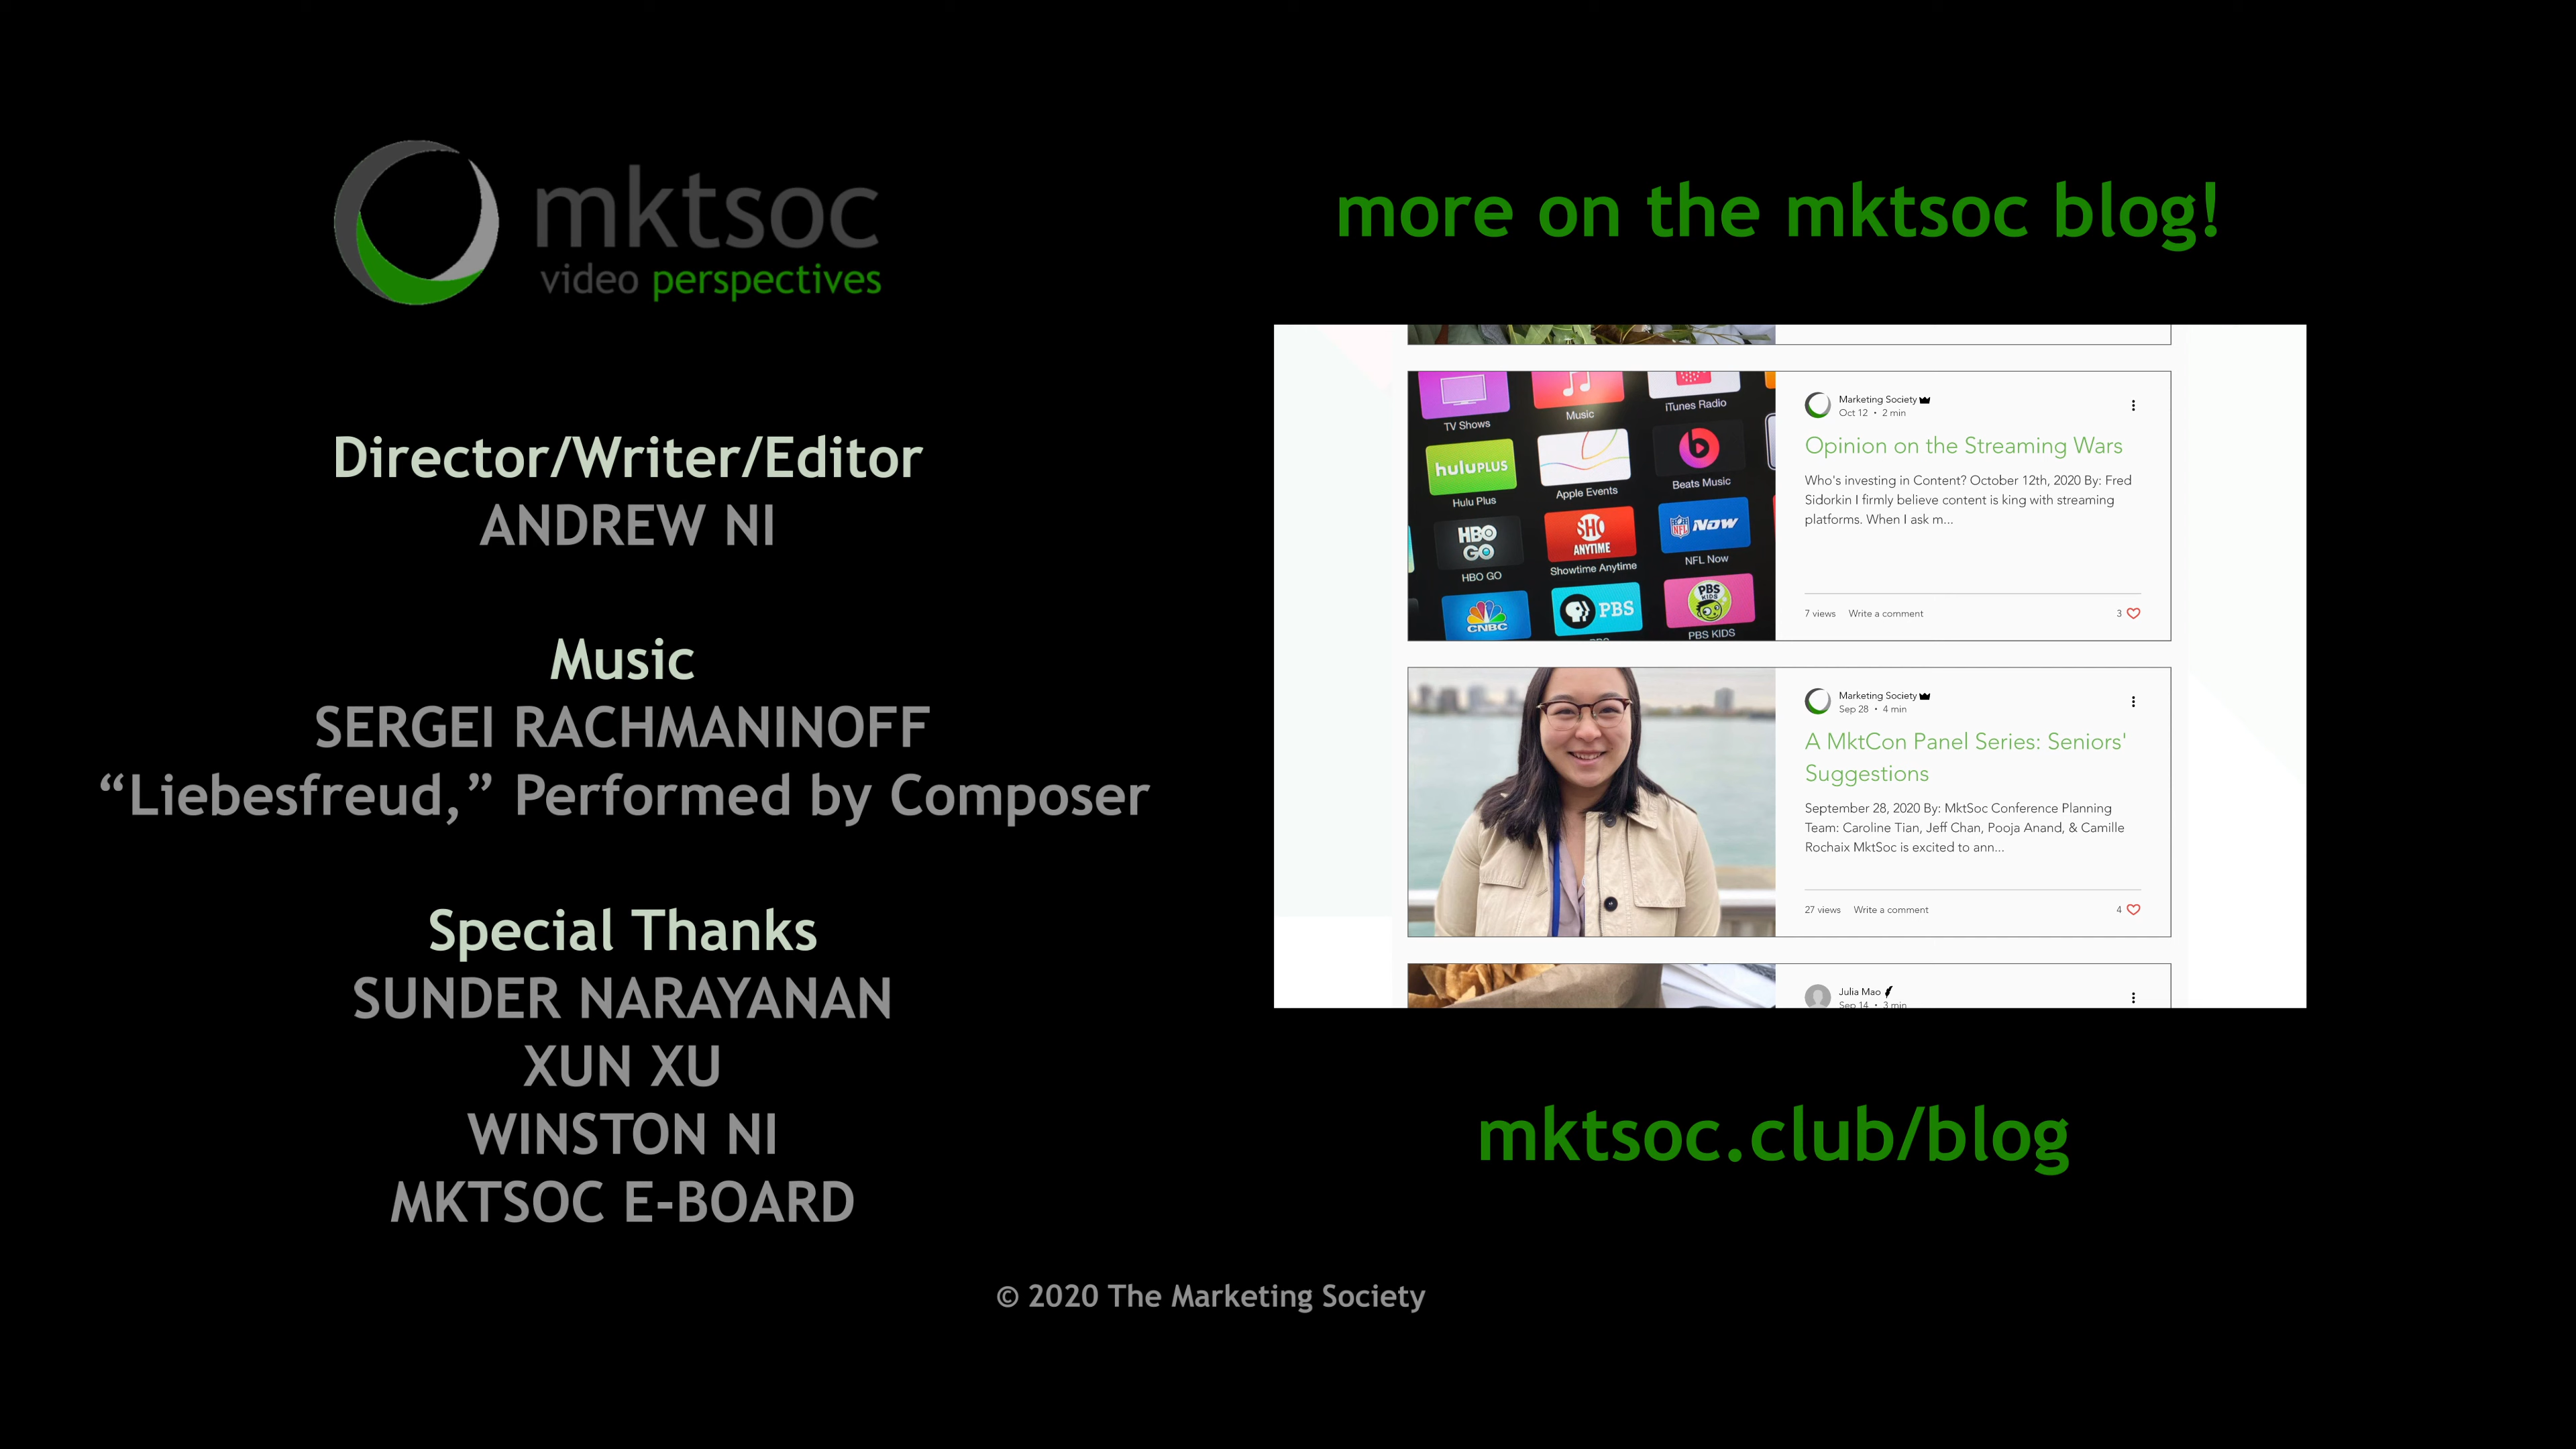 mktsoc
video perspectives
Director/Writer/Editor
ANDREW NI
Music
SERGEI RACHMANINOFF
“Liebesfreud,” Performed by Composer
Special Thanks
SUNDER NARAYANAN
XUN XU
WINSTON NI
MKTSOC E-BOARD
more on the mktsoc blog!
TV Shows
Music
iTunes Radio
huluPLUS
Hulu Plus
Apple Events
Beats Music
HBO
GO
HBO GO
SHO
ANYTIME
Showtime Anytime
NFL NOW
NFL Now
CNBC
PBS
PBS
KIDS
PBS KIDS
Marketing Society
Oct 12 • 2 min
Opinion on the Streaming Wars
Who's investing in Content? October 12th, 2020 By: Fred
Sidorkin I firmly believe content is king with streaming
platforms. When I ask m...
7 views Write a comment 3
Marketing Society
Sep 28 • 4 min
A MktCon Panel Series: Seniors'
Suggestions
September 28, 2020 By: MktSoc Conference Planning
Team: Caroline Tian, Jeff Chan, Pooja Anand, & Camille
Rochaix MktSoc is excited to ann...
27 views Write a comment 4
Julia Mao
Sep 14 • 3 min
mktsoc.club/blog
© 2020 The Marketing Society